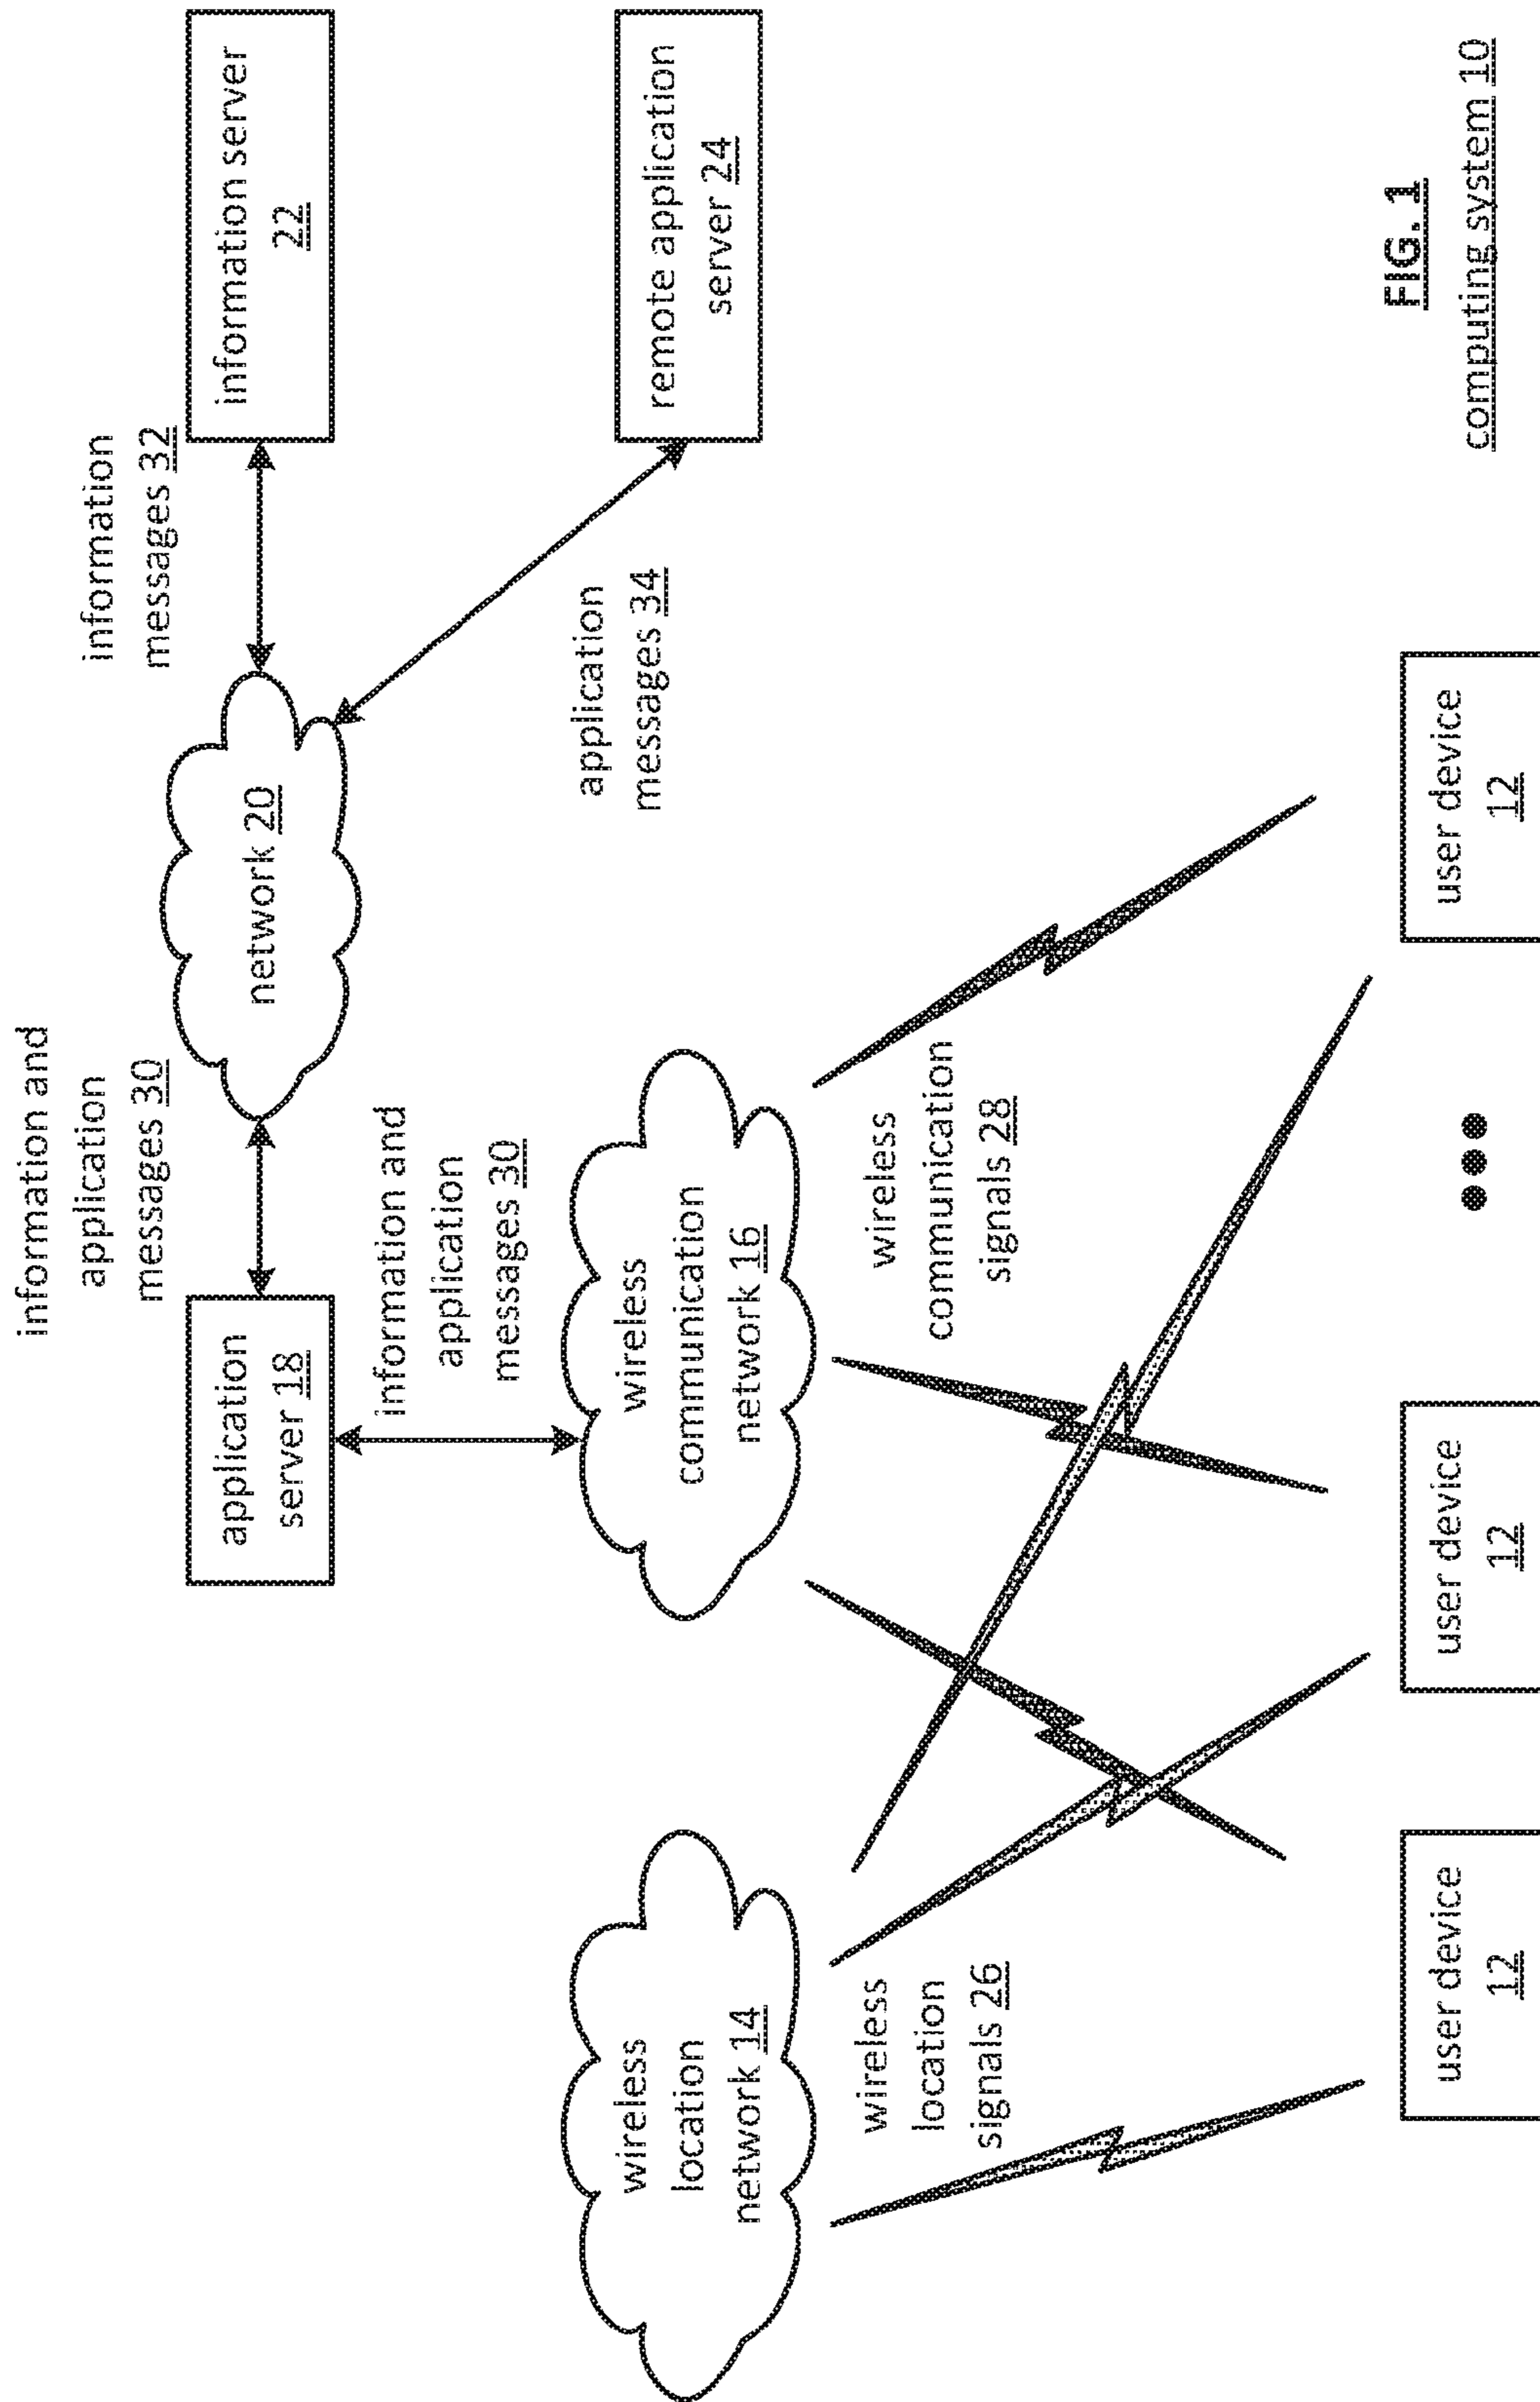 information and
application
messages 30
information
messages 32
application
server 18
network 20
information server
22
information and
application
messages 30
application
messages 34
remote application
server 24
wireless
location
network 14
wireless
communication
network 16
wireless
location
signals 26
wireless
communication
signals 28
user device
12
user device
12
user device
12
FIG. 1
computing system 10